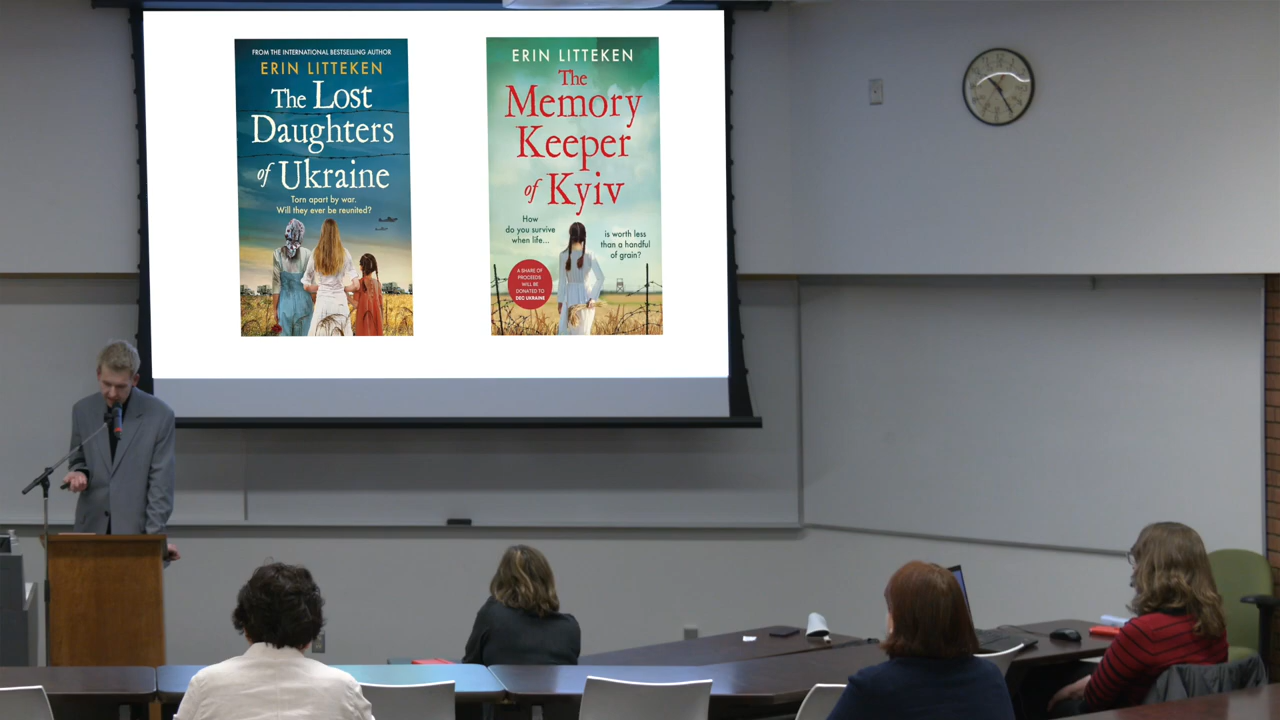 FROM THE INTERNATIONAL BESTSELLING AUTHOR
ERIN LITTEKEN
The Lost
Daughters
of Ukraine
Torn apart by war.
Will they ever be reunited?
ERIN LITTEKEN
The
Memory
Keeper
of Kyiv
How
do you survive
when life...
is worth less
than a handful
of grain?
A SHARE OF
PROCEEDS
WILL BE
DONATED TO
DEC UKRAINE